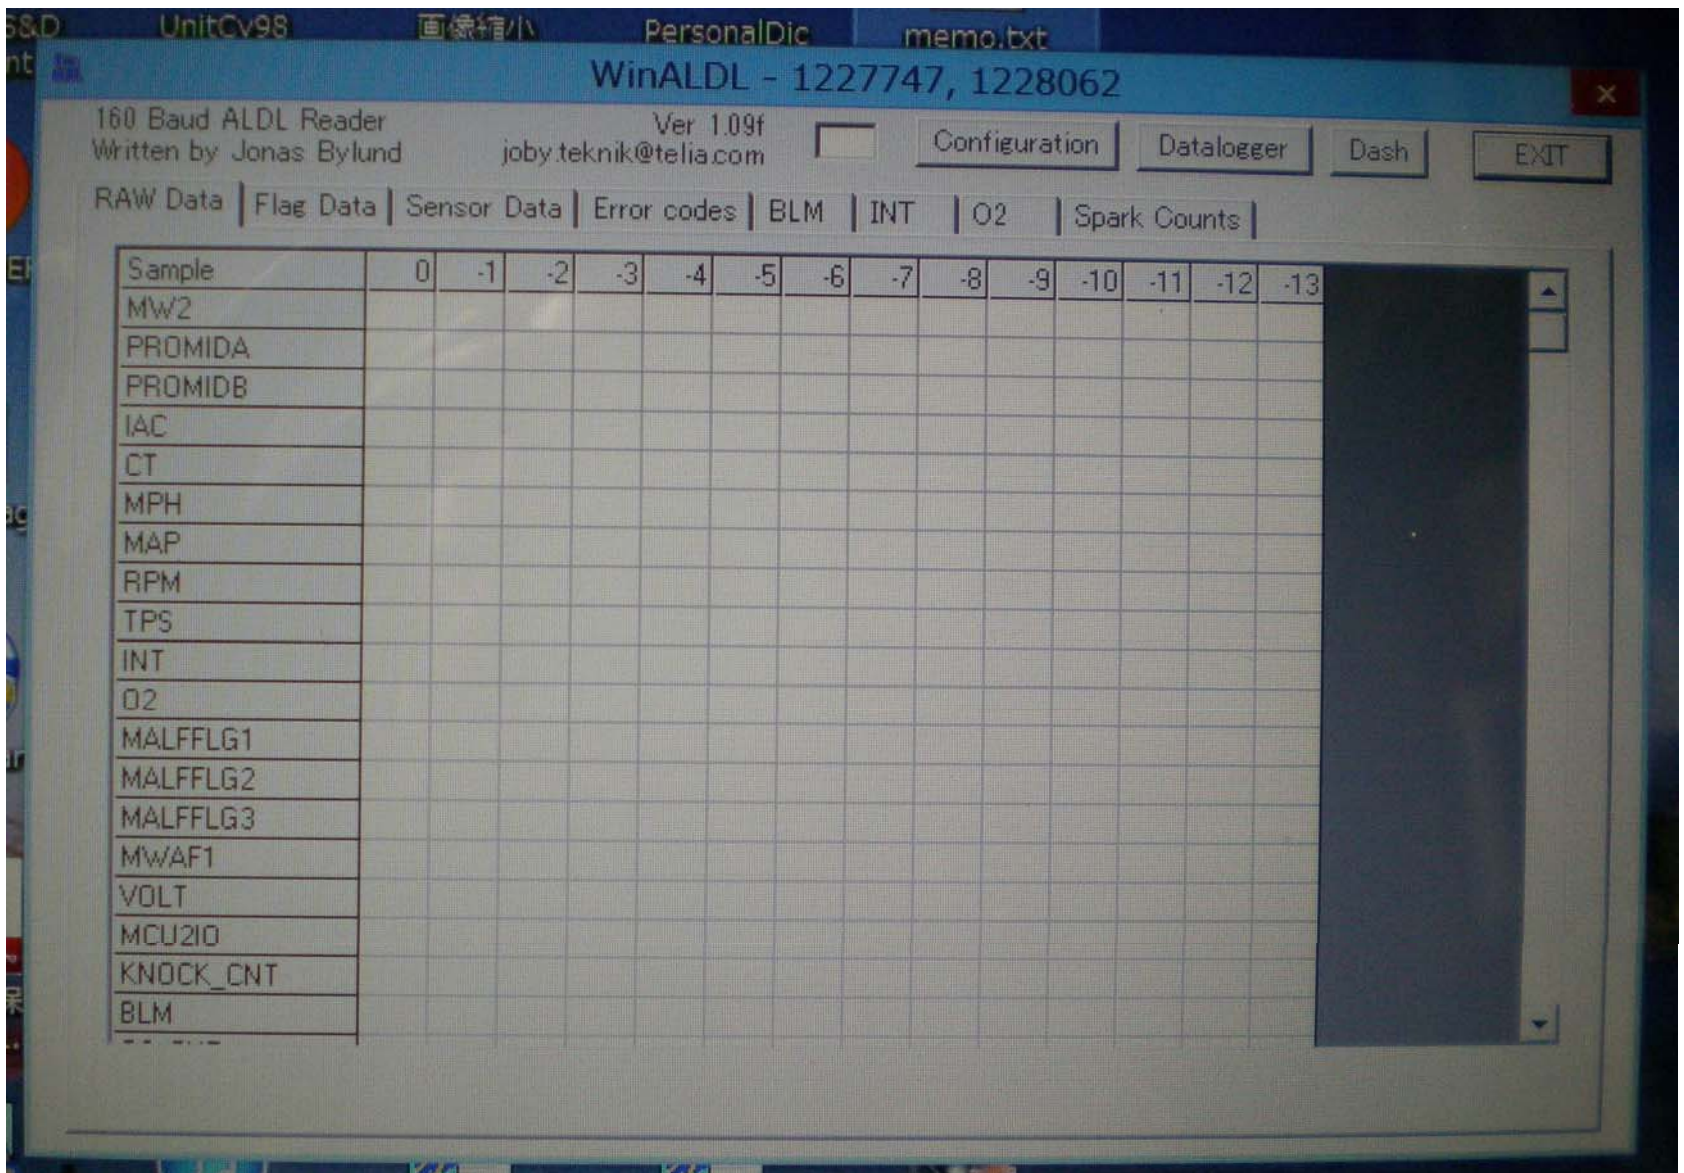 S&D UnitCv98 画像縮小 PersonalDic memo.txt
nt
WinALDL - 1227747, 1228062
160 Baud ALDL Reader Ver 1.09f Configuration Datalogger Dash EXIT
Written by Jonas Bylund joby.teknik@telia.com
RAW Data Flag Data Sensor Data Error codes BLM INT O2 Spark Counts
Sample 0 -1 -2 -3 -4 -5 -6 -7 -8 -9 -10 -11 -12 -13
MW2
PROMIDA
PROMIDB
IAC
CT
MPH
MAP
RPM
TPS
INT
O2
MALFFLG1
MALFFLG2
MALFFLG3
MWAF1
VOLT
MCU2IO
KNOCK_CNT
BLM